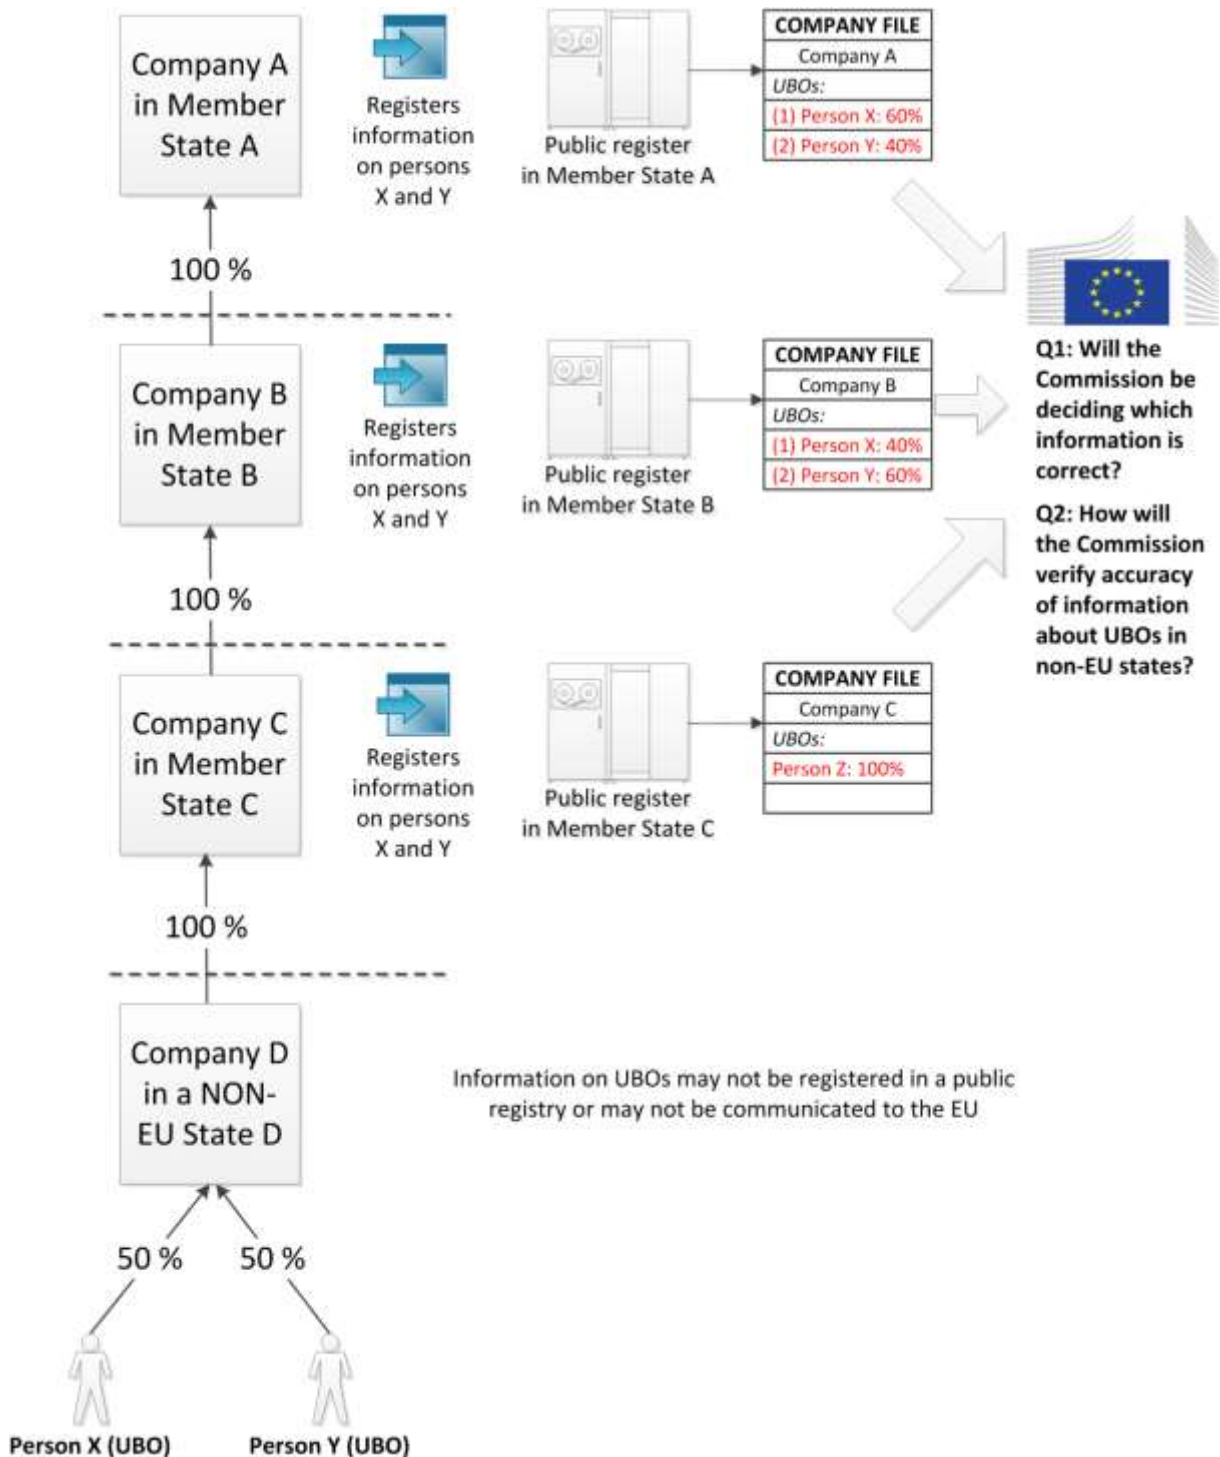 Company A
in Member
State A
Registers
information
on persons
X and Y
Public register
in Member State A
COMPANY FILE
Company A
UBOs:
(1) Person X: 60%
(2) Person Y: 40%
100 %
Company B
in Member
State B
Registers
information
on persons
X and Y
Public register
in Member State B
COMPANY FILE
Company B
UBOs:
(1) Person X: 40%
(2) Person Y: 60%
Q1: Will the
Commission be
deciding which
information is
correct?
Q2: How will
the Commission
verify accuracy
of information
about UBOs in
non-EU states?
100 %
Company C
in Member
State C
Registers
information
on persons
X and Y
Public register
in Member State C
COMPANY FILE
Company C
UBOs:
Person Z: 100%
100 %
Company D
in a NON-
EU State D
Information on UBOs may not be registered in a public
registry or may not be communicated to the EU
50 %
50 %
Person X (UBO)
Person Y (UBO)